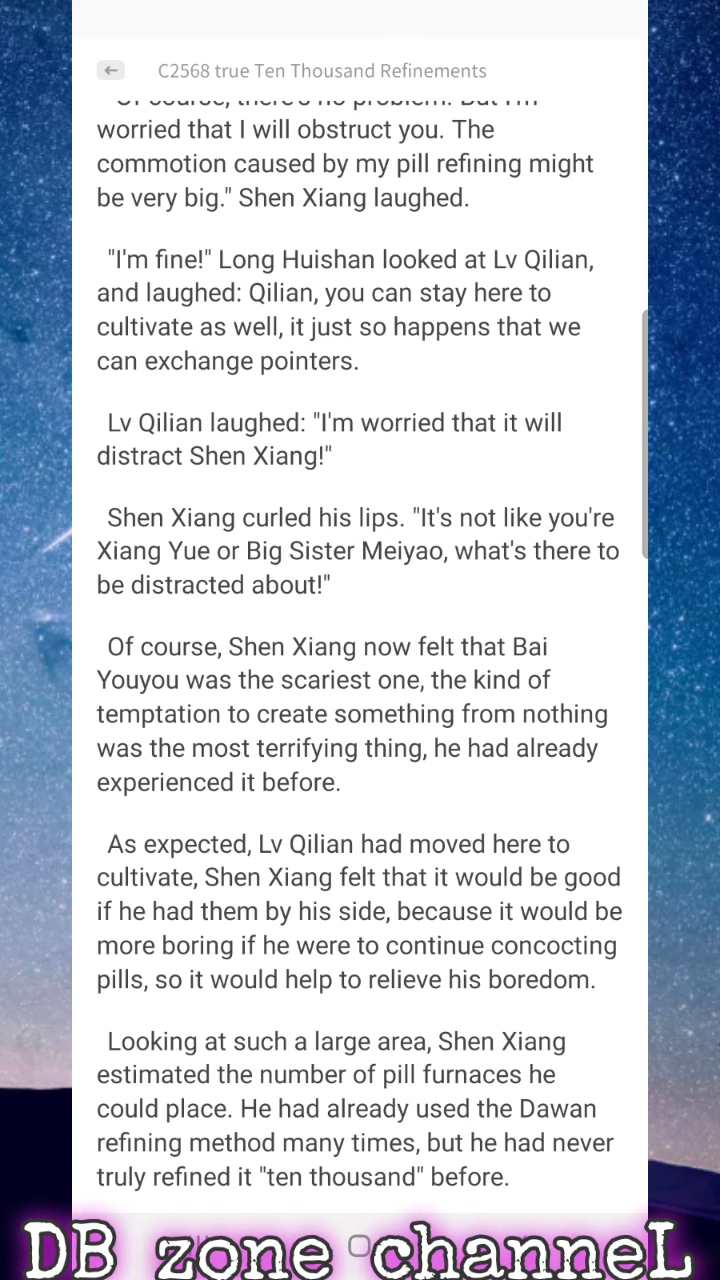 C2568 true Ten Thousand Refinements
"Of course, there's no problem. But I'm
worried that I will obstruct you. The
commotion caused by my pill refining might
be very big." Shen Xiang laughed.
"I'm fine!" Long Huishan looked at Lv Qilian,
and laughed: Qilian, you can stay here to
cultivate as well, it just so happens that we
can exchange pointers.
Lv Qilian laughed: "I'm worried that it will
distract Shen Xiang!"
Shen Xiang curled his lips. "It's not like you're
Xiang Yue or Big Sister Meiyao, what's there to
be distracted about!"
Of course, Shen Xiang now felt that Bai
Youyou was the scariest one, the kind of
temptation to create something from nothing
was the most terrifying thing, he had already
experienced it before.
As expected, Lv Qilian had moved here to
cultivate, Shen Xiang felt that it would be good
if he had them by his side, because it would be
more boring if he were to continue concocting
pills, so it would help to relieve his boredom.
Looking at such a large area, Shen Xiang
estimated the number of pill furnaces he
could place. He had already used the Dawan
refining method many times, but he had never
truly refined it "ten thousand" before.
DB zone channeL